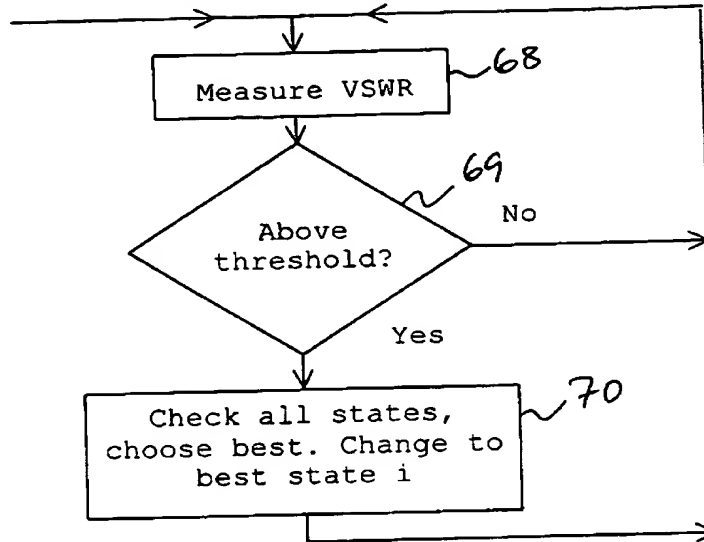 68
Measure VSWR
69
No
Above
threshold?
Yes
70
Check all states,
choose best. Change to
best state i